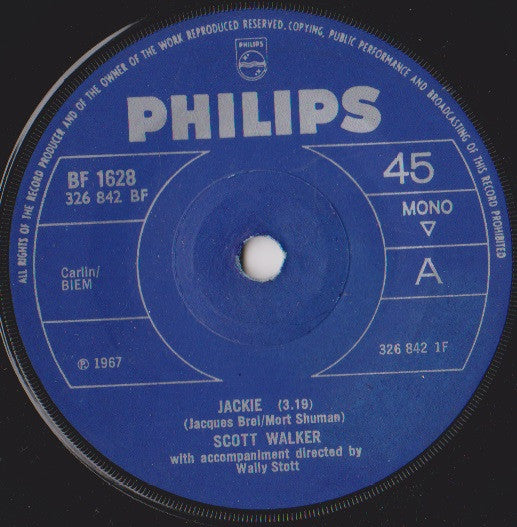 ALL RIGHTS OF THE RECORD PRODUCER AND OF THE OWNER OF THE WORK REPRODUCED RESERVED. COPYING, PUBLIC PERFORMANCE AND BROADCASTING OF THIS RECORD PROHIBITED
PHILIPS
PHILIPS
BF 1628
326 842 BF
45
MONO
A
Carlin/
BIEM
℗ 1967
326 842 1F
JACKIE (3.19)
(Jacques Brel/Mort Shuman)
SCOTT WALKER
with accompaniment directed by
Wally Stott